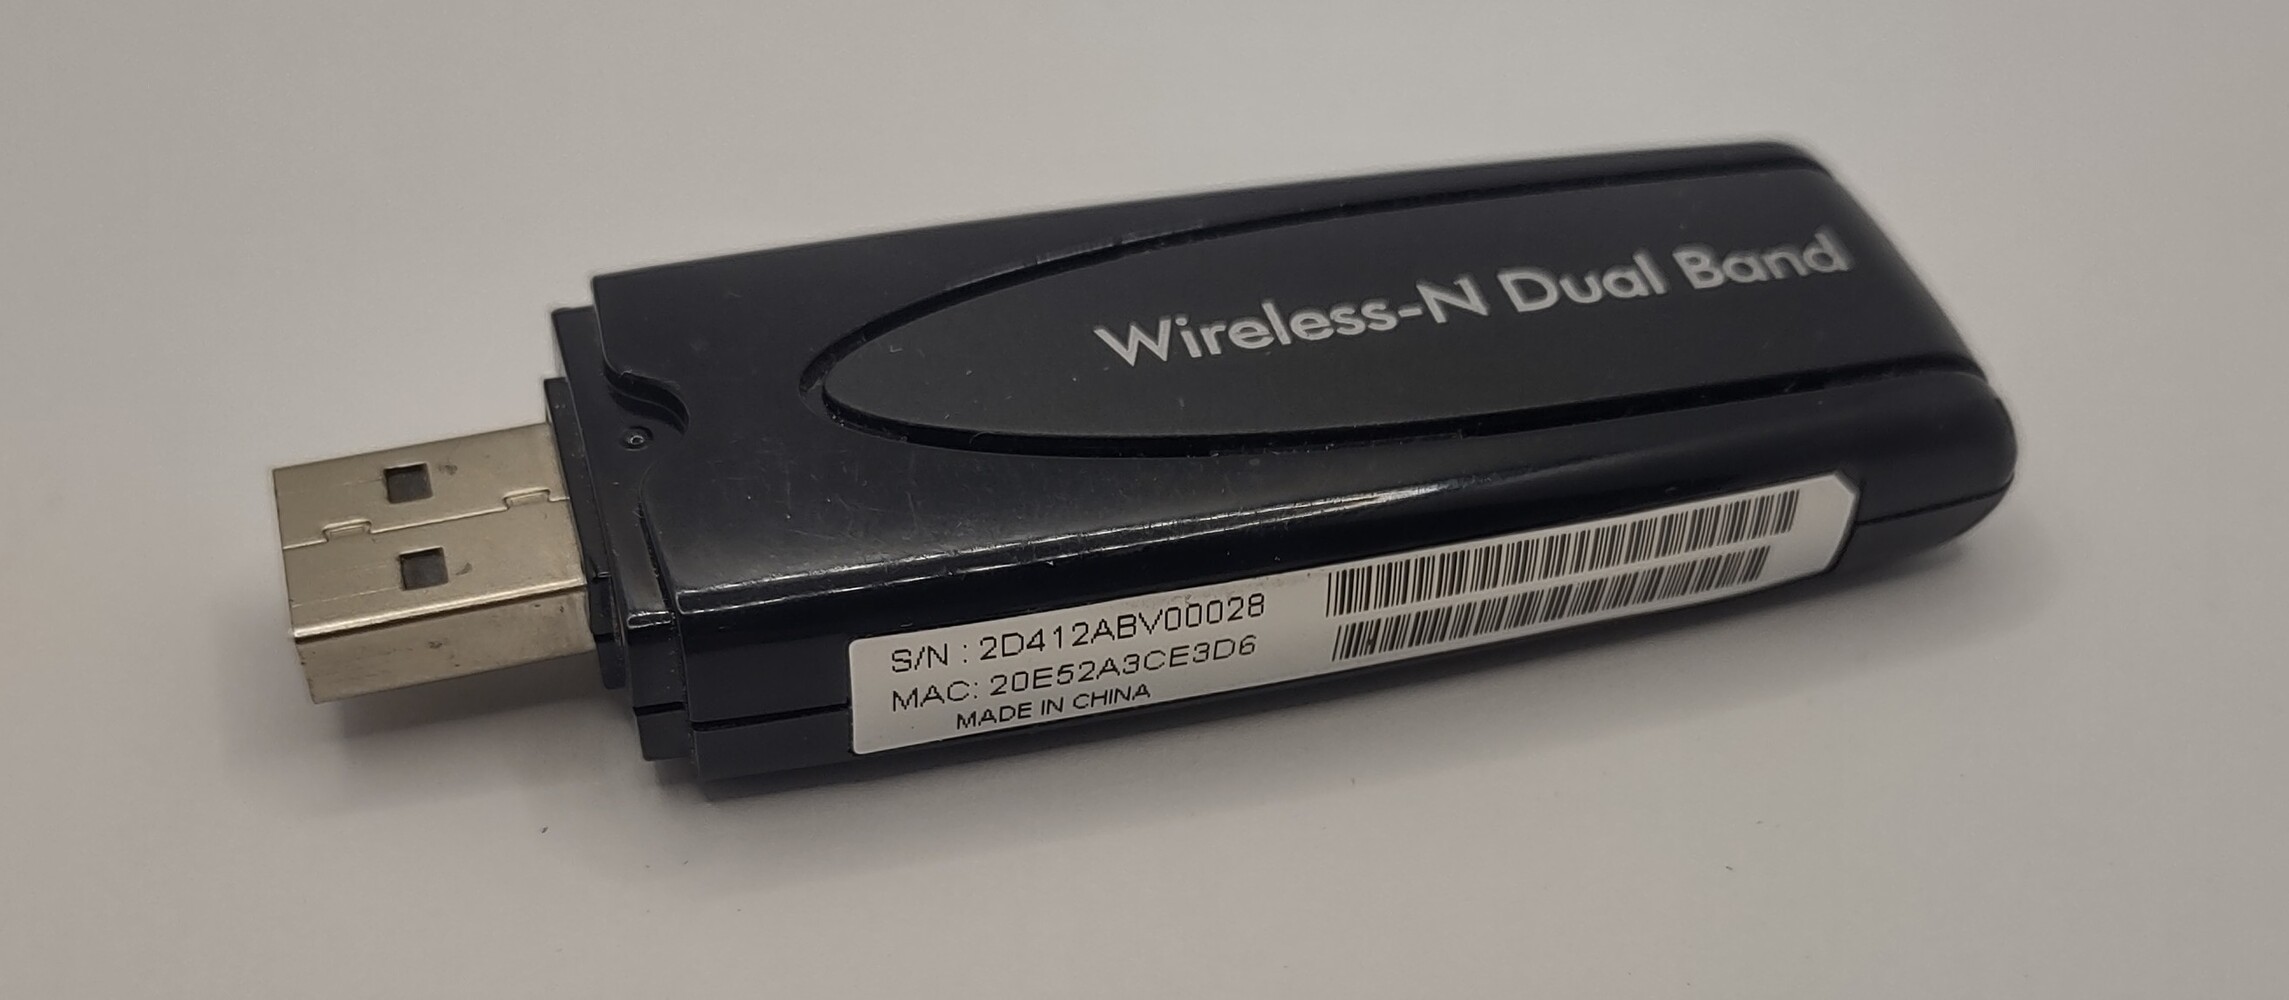 Wireless-N Dual Band
S/N : 2D412ABV00028
MAC: 20E52A3CE3D6
MADE IN CHINA